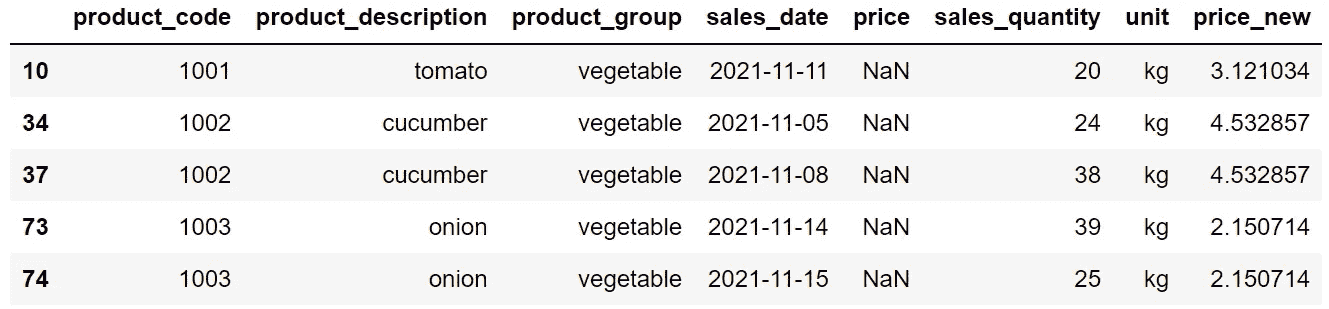 product_code product_description product_group sales_date price sales_quantity unit price_new
10 1001 tomato vegetable 2021-11-11 NaN 20 kg 3.121034
34 1002 cucumber vegetable 2021-11-05 NaN 24 kg 4.532857
37 1002 cucumber vegetable 2021-11-08 NaN 38 kg 4.532857
73 1003 onion vegetable 2021-11-14 NaN 39 kg 2.150714
74 1003 onion vegetable 2021-11-15 NaN 25 kg 2.150714